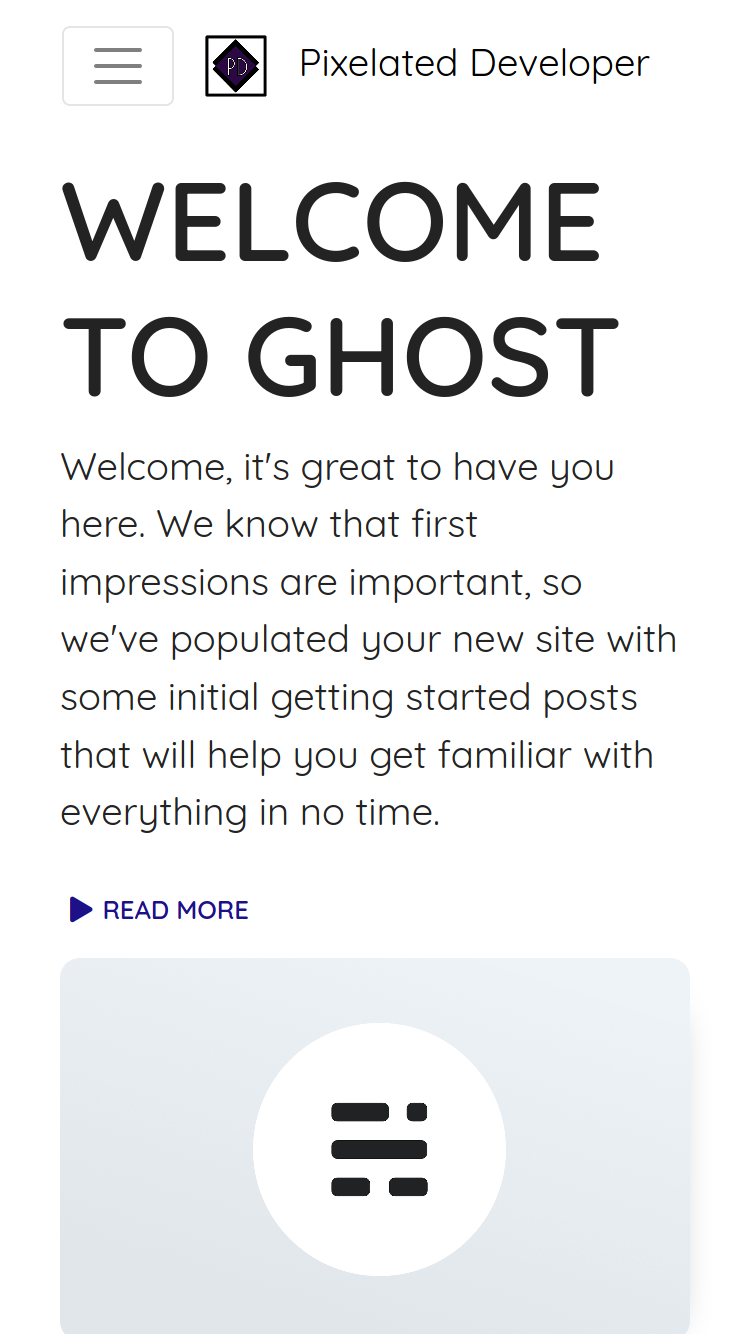 PD
Pixelated Developer
WELCOME
TO GHOST
Welcome, it's great to have you
here. We know that first
impressions are important, so
we've populated your new site with
some initial getting started posts
that will help you get familiar with
everything in no time.
READ MORE